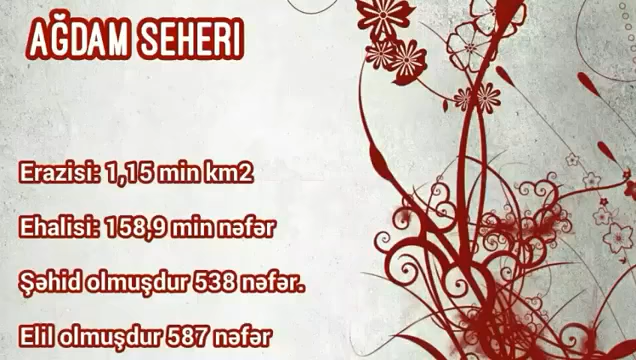 AĞDAM SEHERI
Erazisi: 1,15 min km2
Ehalisi: 158,9 min nəfər
Şəhid olmuşdur 538 nəfər.
Elil olmuşdur 587 nəfər